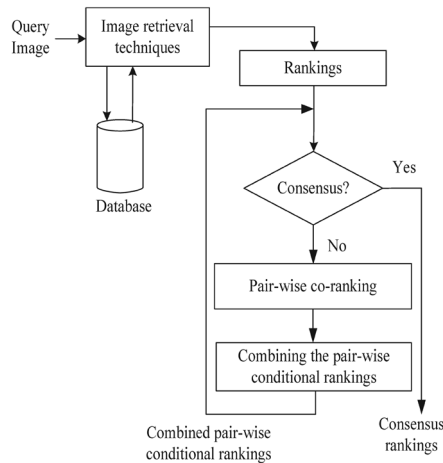 Query
Image
Image retrieval
techniques
Rankings
Database
Consensus?
Yes
No
Pair-wise co-ranking
Combining the pair-wise
conditional rankings
Combined pair-wise
conditional rankings
Consensus
rankings